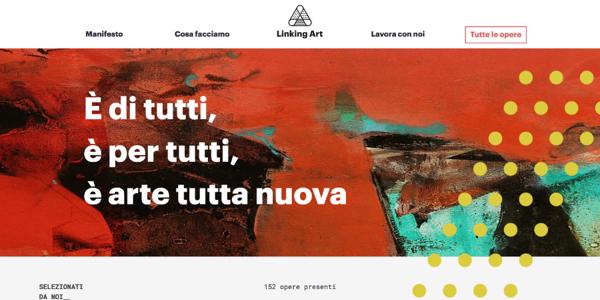 Manifesto
Cosa facciamo
Linking Art
Lavora con noi
Tutte le opere
È di tutti,
è per tutti,
è arte tutta nuova
SELEZIONATI
DA NOI__
152 opere presenti